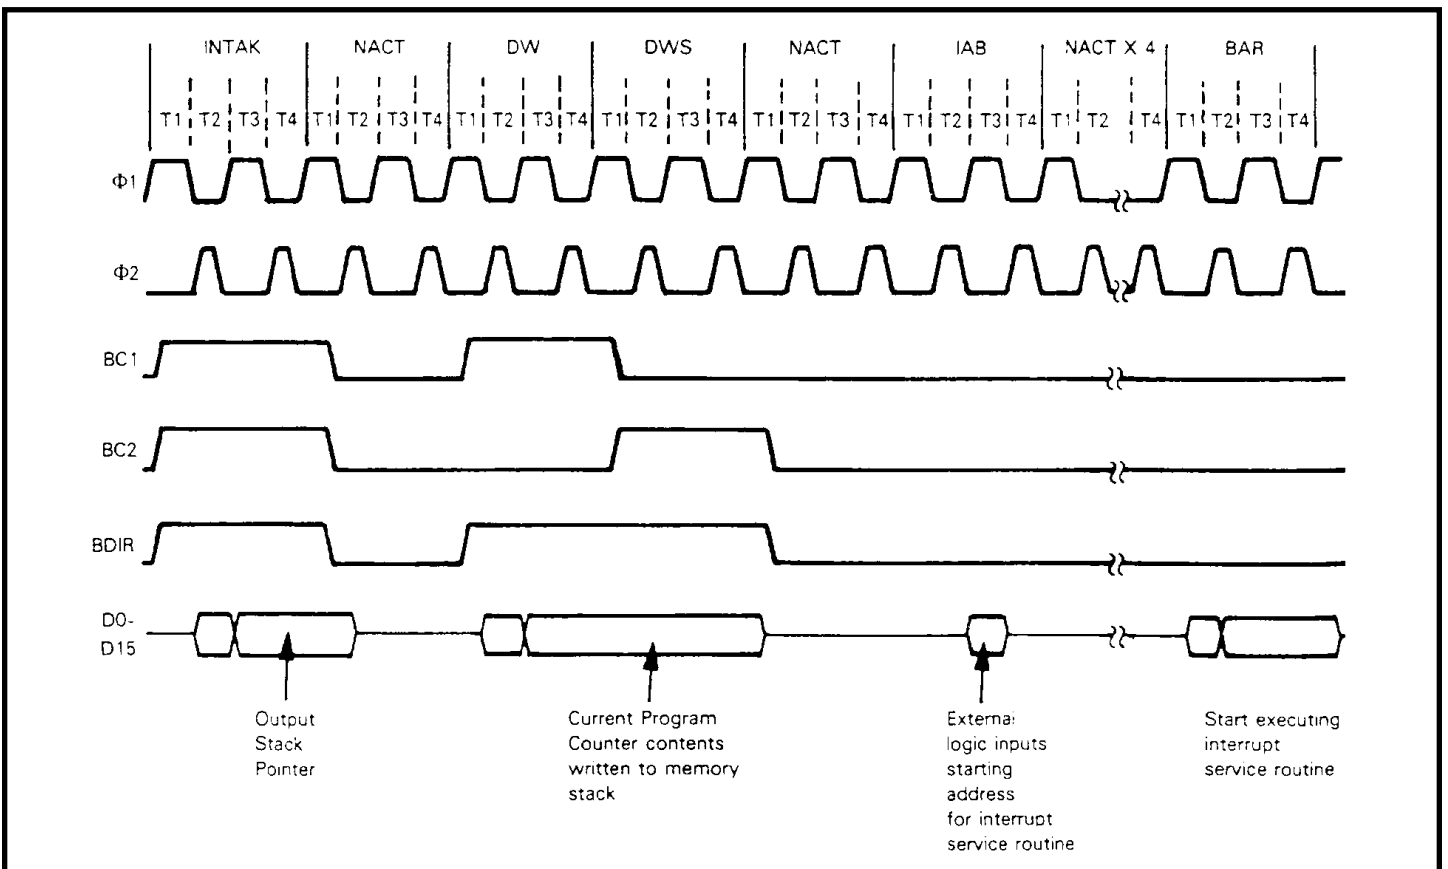 INTAK NACT DW DWS NACT IAB NACT X 4 BAR
T1 T2 T3 T4 T1 T2 T3 T4 T1 T2 T3 T4 T1 T2 T3 T4 T1 T2 T3 T4 T1 T2 T3 T4 T1 T2 T4 T1 T2 T3 T4
Φ1
Φ2
BC1
BC2
BDIR
D0-
D15
Output
Stack
Pointer
Current Program
Counter contents
written to memory
stack
External
logic inputs
starting
address
for interrupt
service routine
Start executing
interrupt
service routine